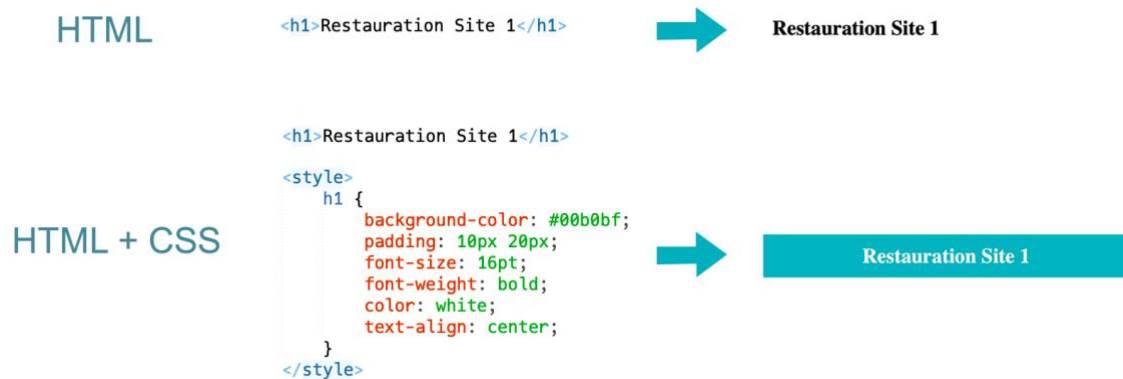 HTML
<h1>Restauration Site 1</h1>
Restauration Site 1
HTML + CSS
<h1>Restauration Site 1</h1>
<style>
h1 {
background-color: #00b0bf;
padding: 10px 20px;
font-size: 16pt;
font-weight: bold;
color: white;
text-align: center;
}
</style>
Restauration Site 1